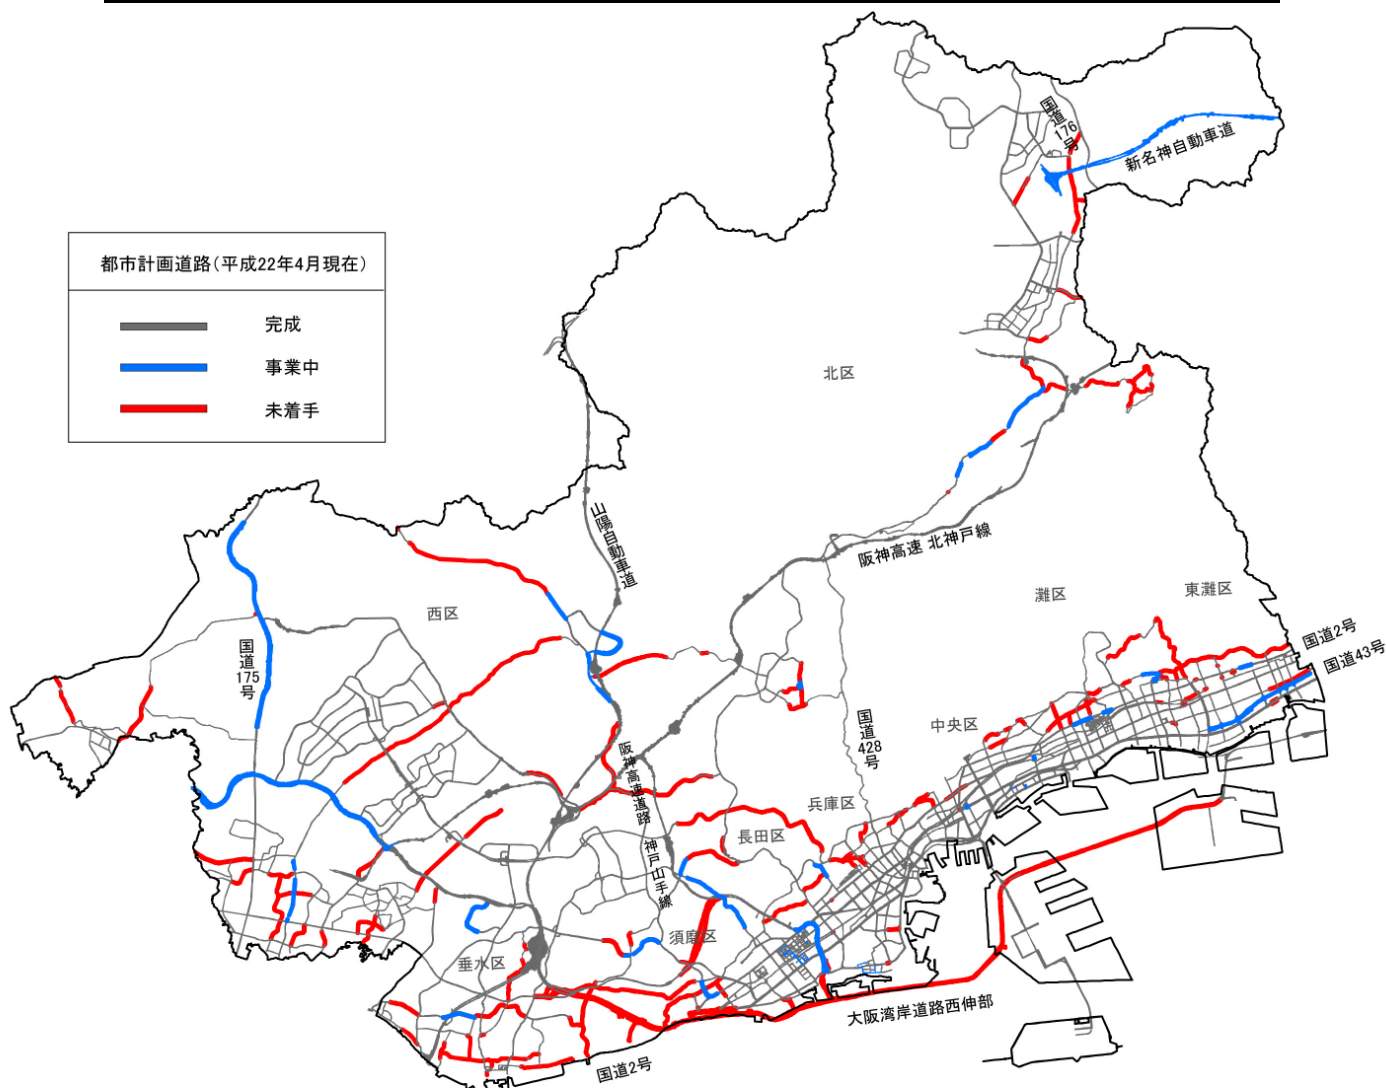 都市計画道路(平成22年4月現在)
完成
事業中
未着手
国道176号
新名神自動車道
北区
山陽自動車道
阪神高速 北神戸線
西区
灘区
東灘区
国道2号
国道43号
国道175号
国道428号
中央区
阪神高速道路 神戸山手線
兵庫区
長田区
須磨区
垂水区
大阪湾岸道路西伸部
国道2号